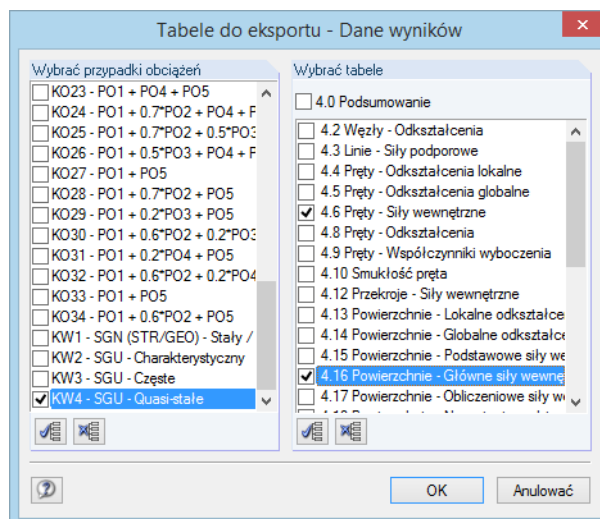 Tabele do eksportu - Dane wyników
Wybrać przypadki obciążeń
KO23 - PO1 + PO4 + PO5
KO24 - PO1 + 0.7*PO2 + PO4 + F
KO25 - PO1 + 0.7*PO2 + 0.5*PO3
KO26 - PO1 + 0.5*PO3 + PO4 + F
KO27 - PO1 + PO5
KO28 - PO1 + 0.7*PO2 + PO5
KO29 - PO1 + 0.2*PO3 + PO5
KO30 - PO1 + 0.6*PO2 + 0.2*PO3
KO31 - PO1 + 0.2*PO4 + PO5
KO32 - PO1 + 0.6*PO2 + 0.2*PO4
KO33 - PO1 + PO5
KO34 - PO1 + 0.6*PO2 + PO5
KW1 - SGN (STR/GEO) - Stały /
KW2 - SGU - Charakterystyczny
KW3 - SGU - Częste
KW4 - SGU - Quasi-stałe
Wybrać tabele
4.0 Podsumowanie
4.2 Węzły - Odkształcenia
4.3 Linie - Siły podporowe
4.4 Pręty - Odkształcenia lokalne
4.5 Pręty - Odkształcenia globalne
4.6 Pręty - Siły wewnętrzne
4.8 Pręty - Odkształcenia
4.9 Pręty - Współczynniki wyboczenia
4.10 Smukłość pręta
4.12 Przekroje - Siły wewnętrzne
4.13 Powierzchnie - Lokalne odkształce
4.14 Powierzchnie - Globalne odkształce
4.15 Powierzchnie - Podstawowe siły we
4.16 Powierzchnie - Główne siły wewnę
4.17 Powierzchnie - Obliczeniowe siły w
OK
Anulować